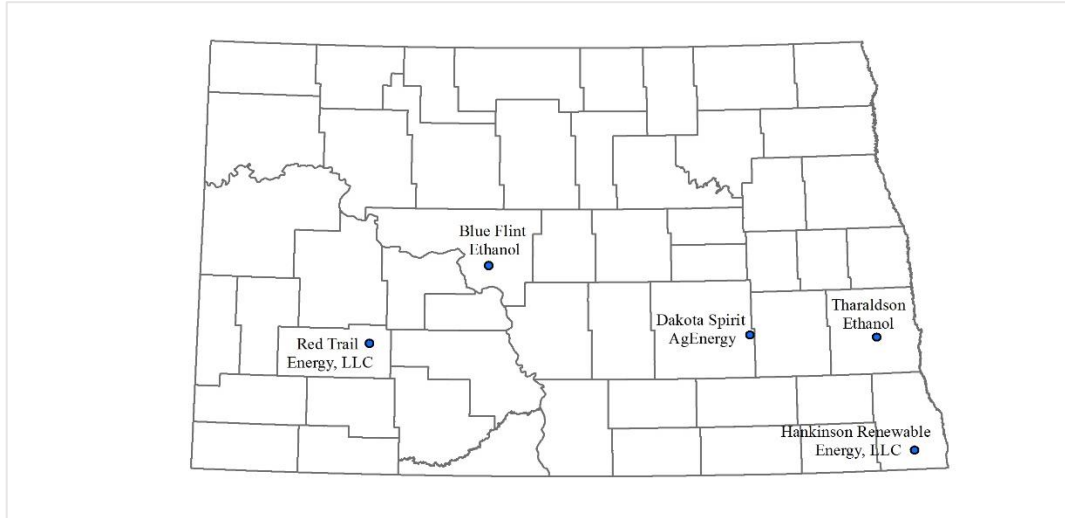 Blue Flint
Ethanol
Tharaldson
Ethanol
Dakota Spirit
AgEnergy
Red Trail
Energy, LLC
Hankinson Renewable
Energy, LLC